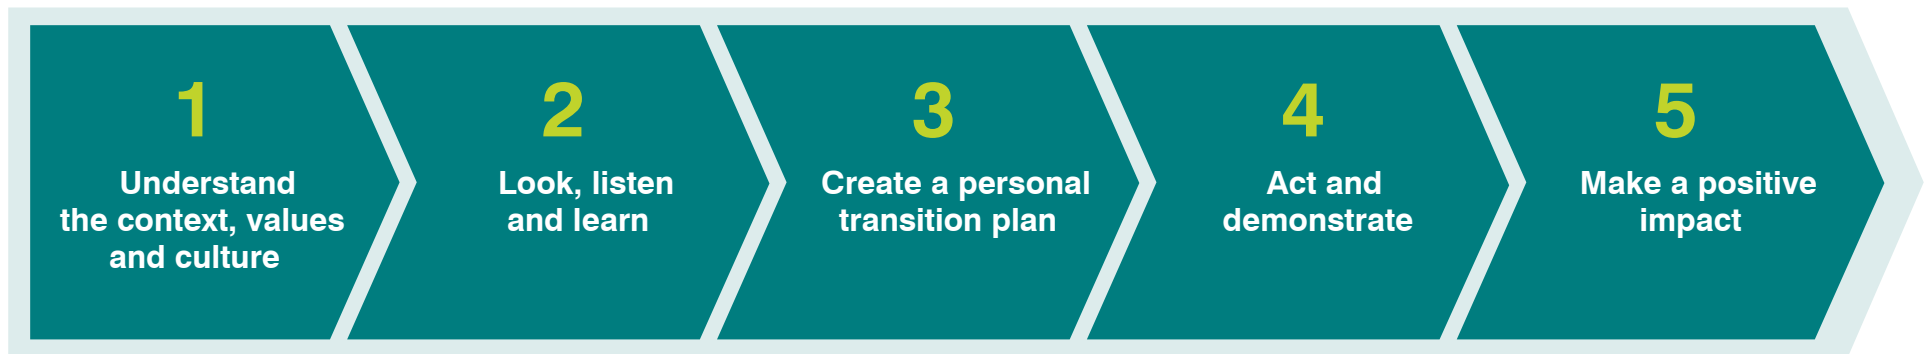 1
Understand
the context, values
and culture
2
Look, listen
and learn
3
Create a personal
transition plan
4
Act and
demonstrate
5
Make a positive
impact